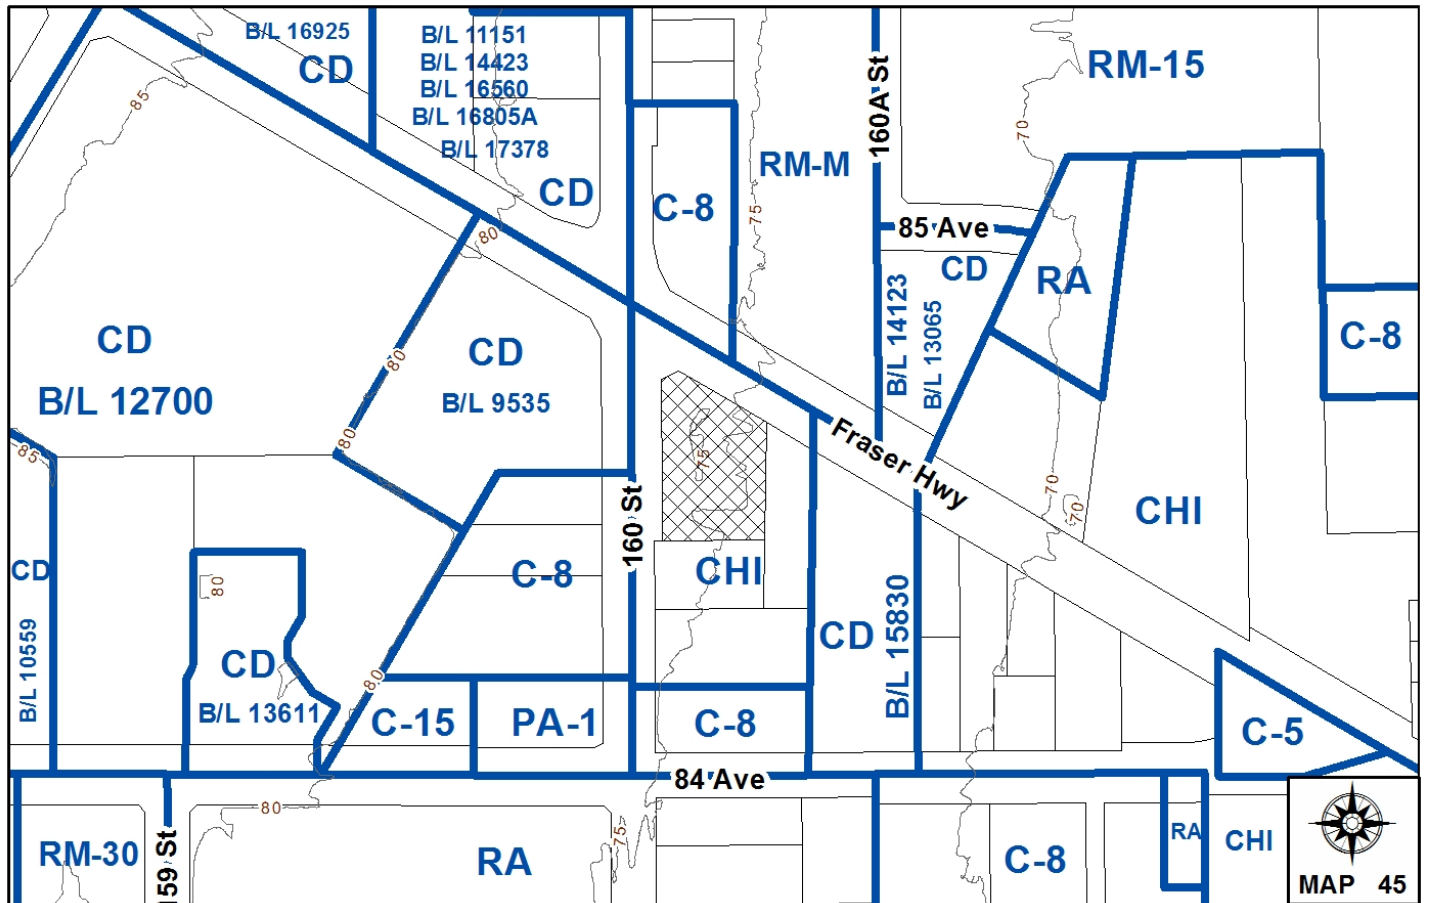 B/L 16925
CD
B/L 11151
B/L 14423
B/L 16560
B/L 16805A
B/L 17378
CD
C-8
RM-M
160A St
RM-15
85
70
75
80
85 Ave
CD
RA
B/L 14123
B/L 13065
C-8
CD
B/L 12700
CD
B/L 9535
80
80
85
75
Fraser Hwy
160 St
70
70
CHI
CD
B/L 10559
80
C-8
CHI
CD
B/L 15830
CD
B/L 13611
80
C-15
PA-1
C-8
C-5
84 Ave
80
75
RM-30
159 St
RA
C-8
RA
CHI
MAP 45